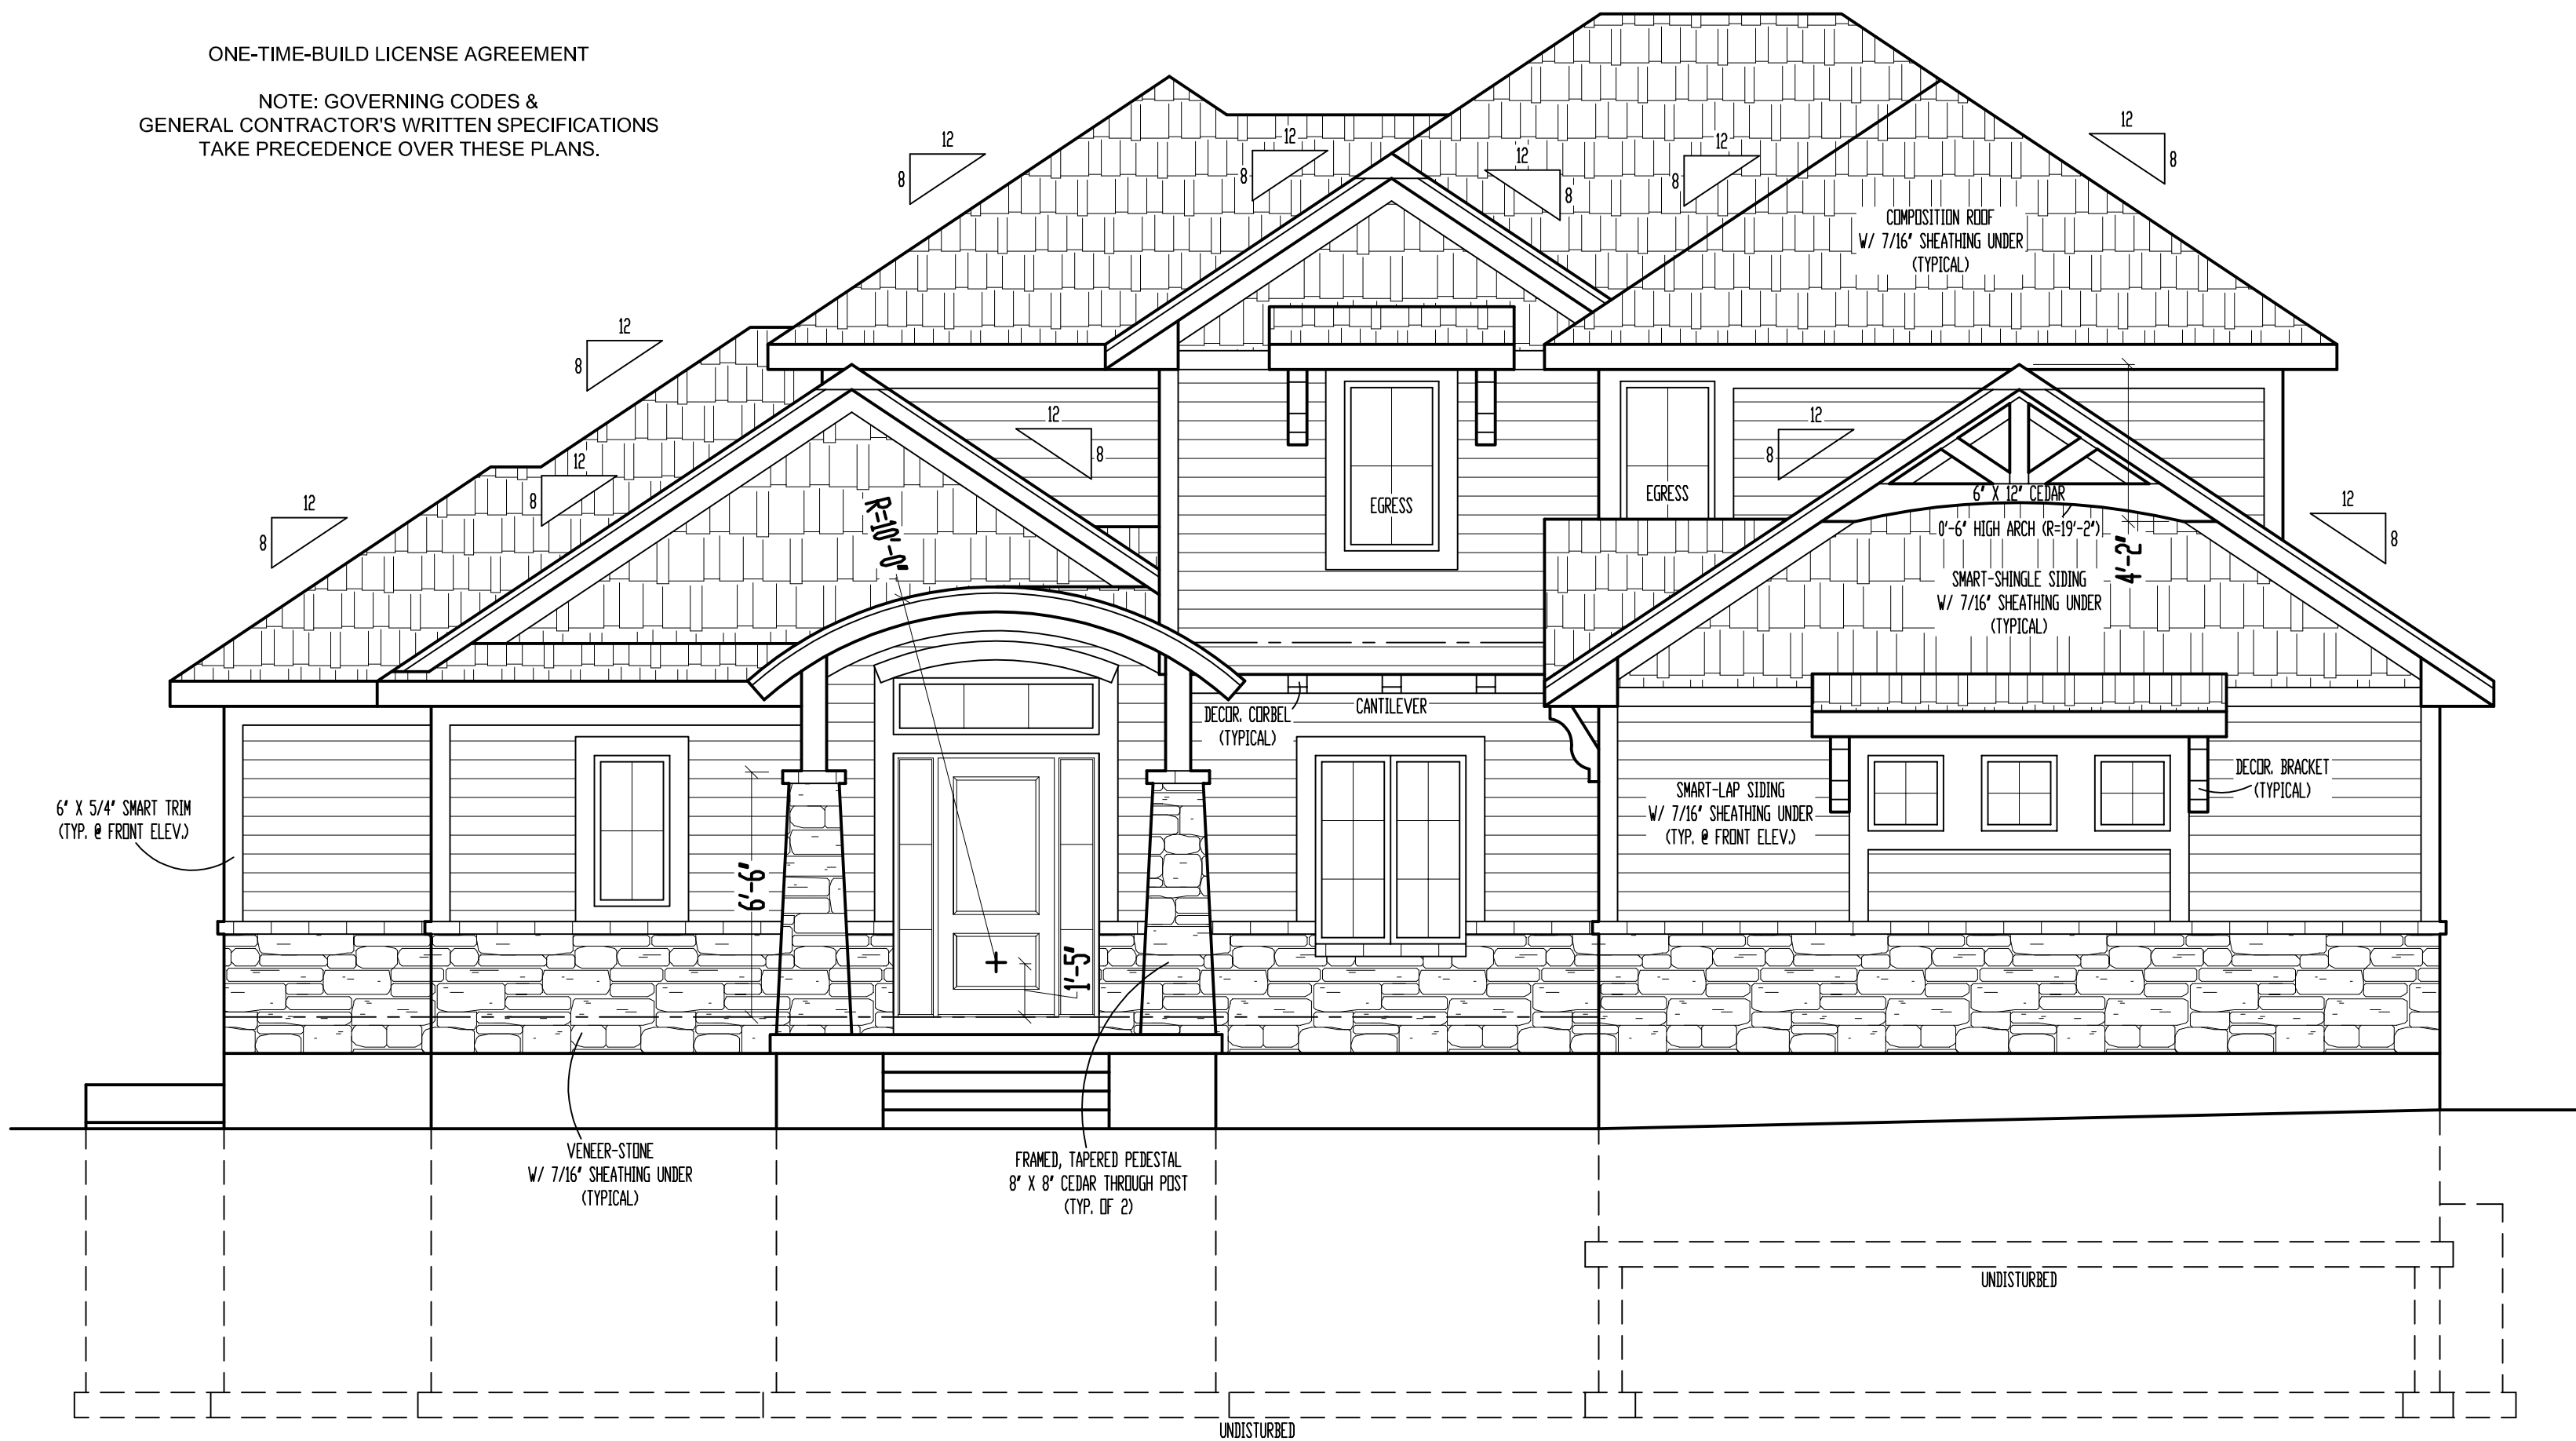 ONE-TIME-BUILD LICENSE AGREEMENT
NOTE: GOVERNING CODES &
GENERAL CONTRACTOR'S WRITTEN SPECIFICATIONS
TAKE PRECEDENCE OVER THESE PLANS.
12
8
12
8
12
8
12
8
12
8
COMPOSITION ROOF
W/ 7/16" SHEATHING UNDER
(TYPICAL)
12
8
12
8
12
8
12
8
12
8
12
8
EGRESS
EGRESS
R=10'-0"
6" X 12" CEDAR
0'-6" HIGH ARCH (R=19'-2")
4'-2"
SMART-SHINGLE SIDING
W/ 7/16" SHEATHING UNDER
(TYPICAL)
DECOR. CORBEL
(TYPICAL)
CANTILEVER
DECOR. BRACKET
(TYPICAL)
SMART-LAP SIDING
W/ 7/16" SHEATHING UNDER
(TYP. @ FRONT ELEV.)
6" X 5/4" SMART TRIM
(TYP. @ FRONT ELEV.)
6'-6"
1'-5"
VENEER-STONE
W/ 7/16" SHEATHING UNDER
(TYPICAL)
FRAMED, TAPERED PEDESTAL
8" X 8" CEDAR THROUGH POST
(TYP. OF 2)
UNDISTURBED
UNDISTURBED